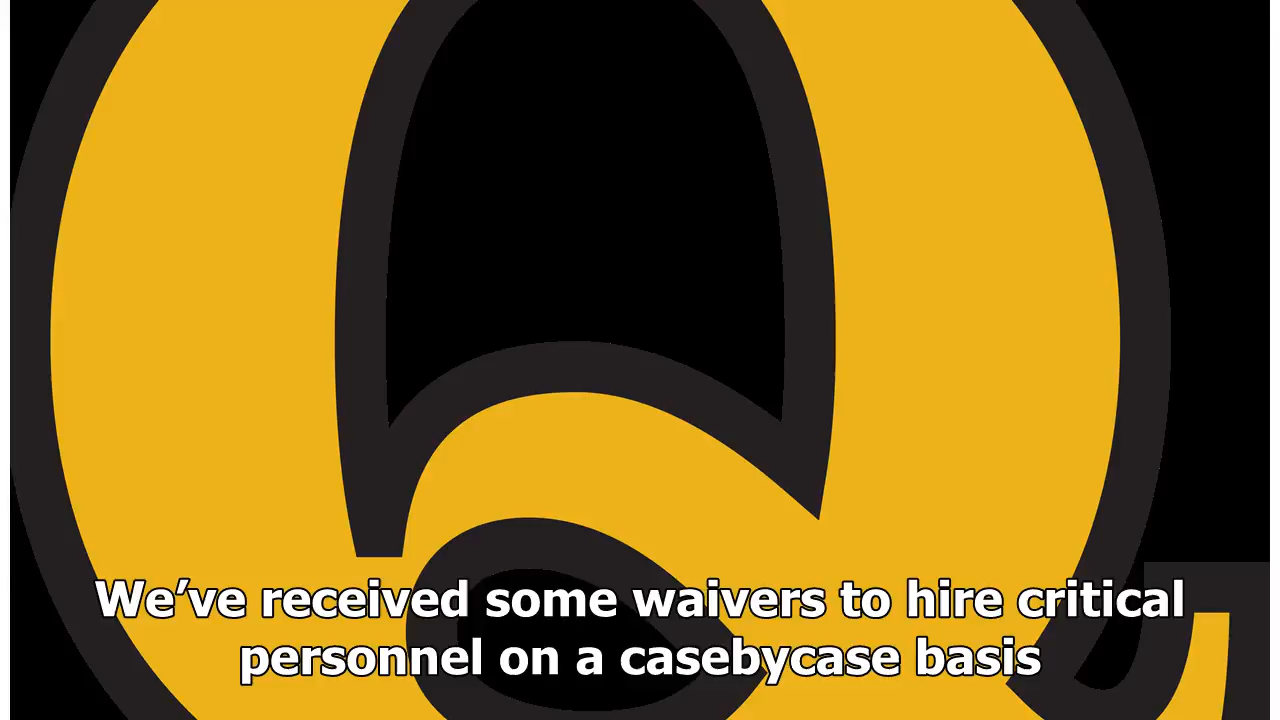 We’ve received some waivers to hire critical
personnel on a casebycase basis